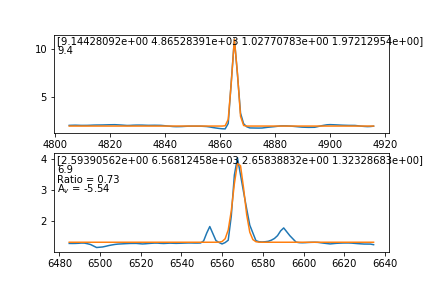 [9.14428092e+00 4.86528391e+03 1.02770783e+00 1.97212954e+00]
9.4
10
5
4800 4820 4840 4860 4880 4900 4920
[2.59390562e+00 6.56812458e+03 2.65838832e+00 1.32328683e+00]
6.9
Ratio = 0.73
Av = -5.54
4
3
2
6480 6500 6520 6540 6560 6580 6600 6620 6640